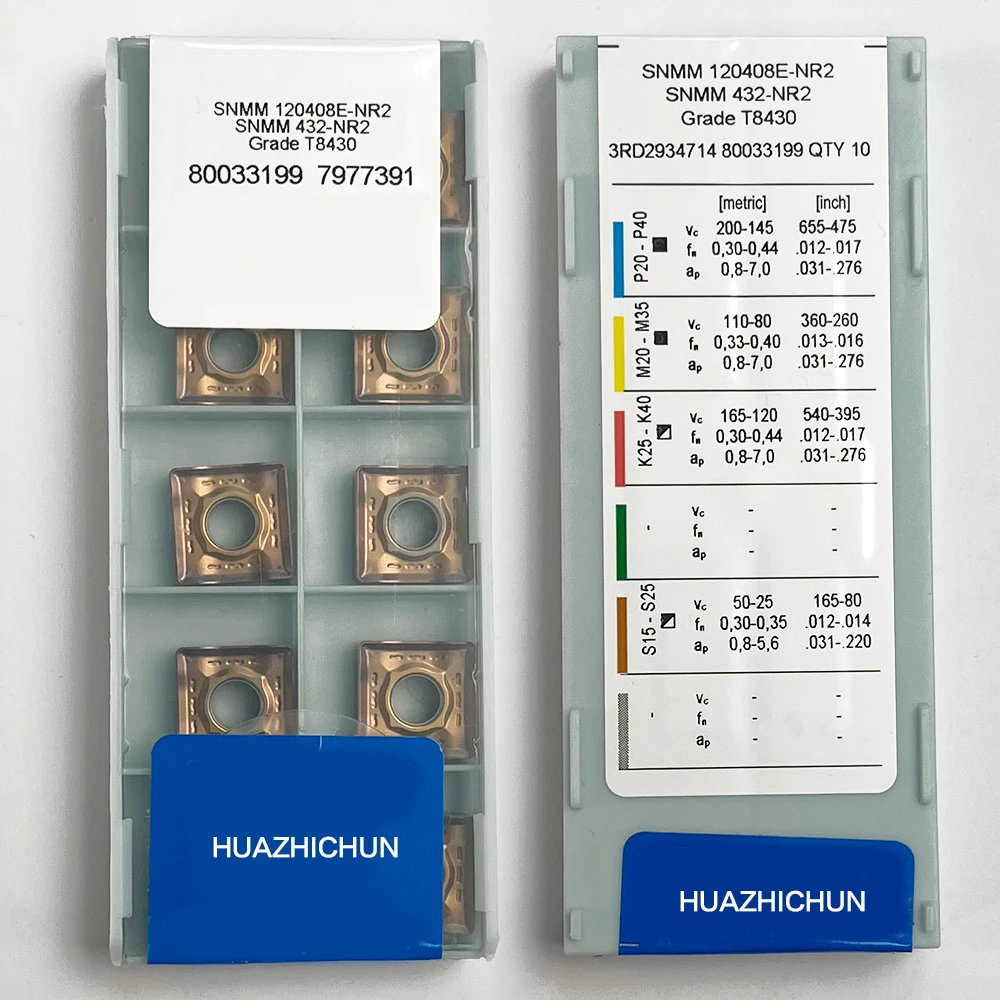 SNMM 120408E-NR2
SNMM 432-NR2
Grade T8430
80033199 7977391
HUAZHICHUN
SNMM 120408E-NR2
SNMM 432-NR2
Grade T8430
3RD2934714 80033199 QTY 10
[metric] [inch]
P20 - P40
vc 200-145 655-475
fn 0,30-0,44 .012-.017
ap 0,8-7,0 .031-.276
M20 - M35
vc 110-80 360-260
fn 0,33-0,40 .013-.016
ap 0,8-7,0 .031-.276
K25 - K40
vc 165-120 540-395
fn 0,30-0,44 .012-.017
ap 0,8-7,0 .031-.276
-
vc - -
fn - -
ap - -
S15 - S25
vc 50-25 165-80
fn 0,30-0,35 .012-.014
ap 0,8-5,6 .031-.220
-
vc - -
fn - -
ap - -
HUAZHICHUN